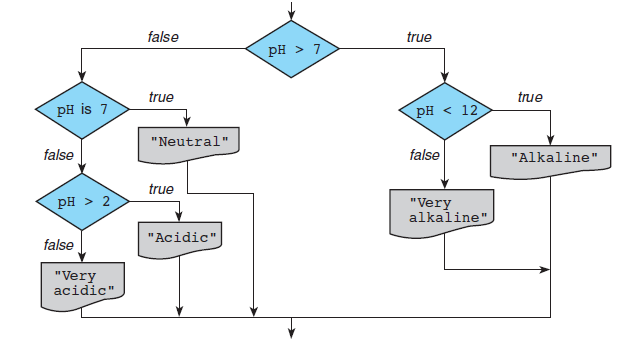 false
true
pH > 7
true
true
pH is 7
pH < 12
"Neutral"
false
false
"Alkaline"
true
pH > 2
"Very
alkaline"
"Acidic"
false
"Very
acidic"